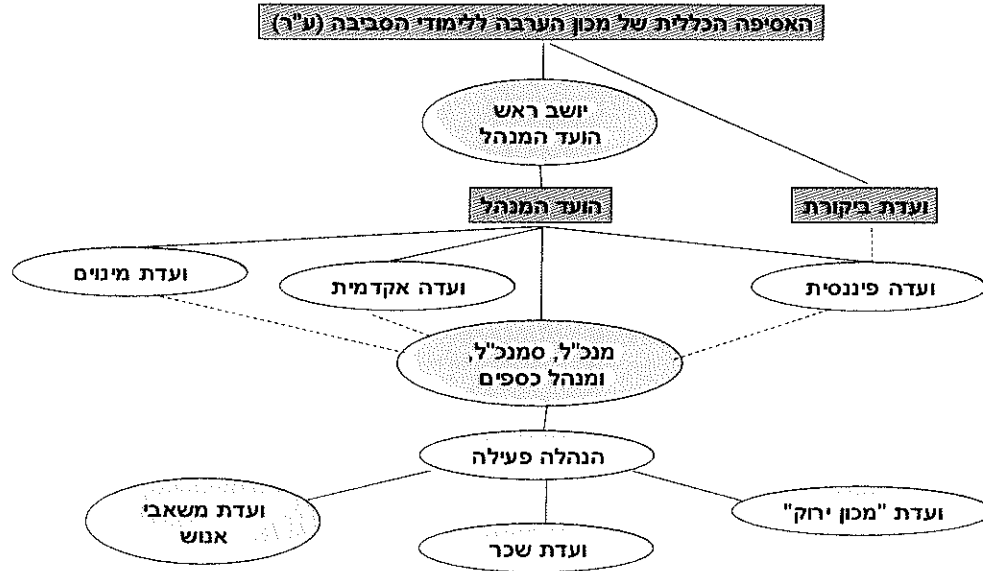 האסיפה הכללית של מכון הערבה ללימודי הסביבה (ע"ר)
יושב ראש
הועד המנהל
הועד המנהל
ועדת ביקורת
ועדת מינוים
ועדה אקדמית
ועדה פיננסית
מנכ"ל, סמנכ"ל,
ומנהל כספים
הנהלה פעילה
ועדת משאבי
אנוש
ועדת שכר
ועדת "מכון ירוק"